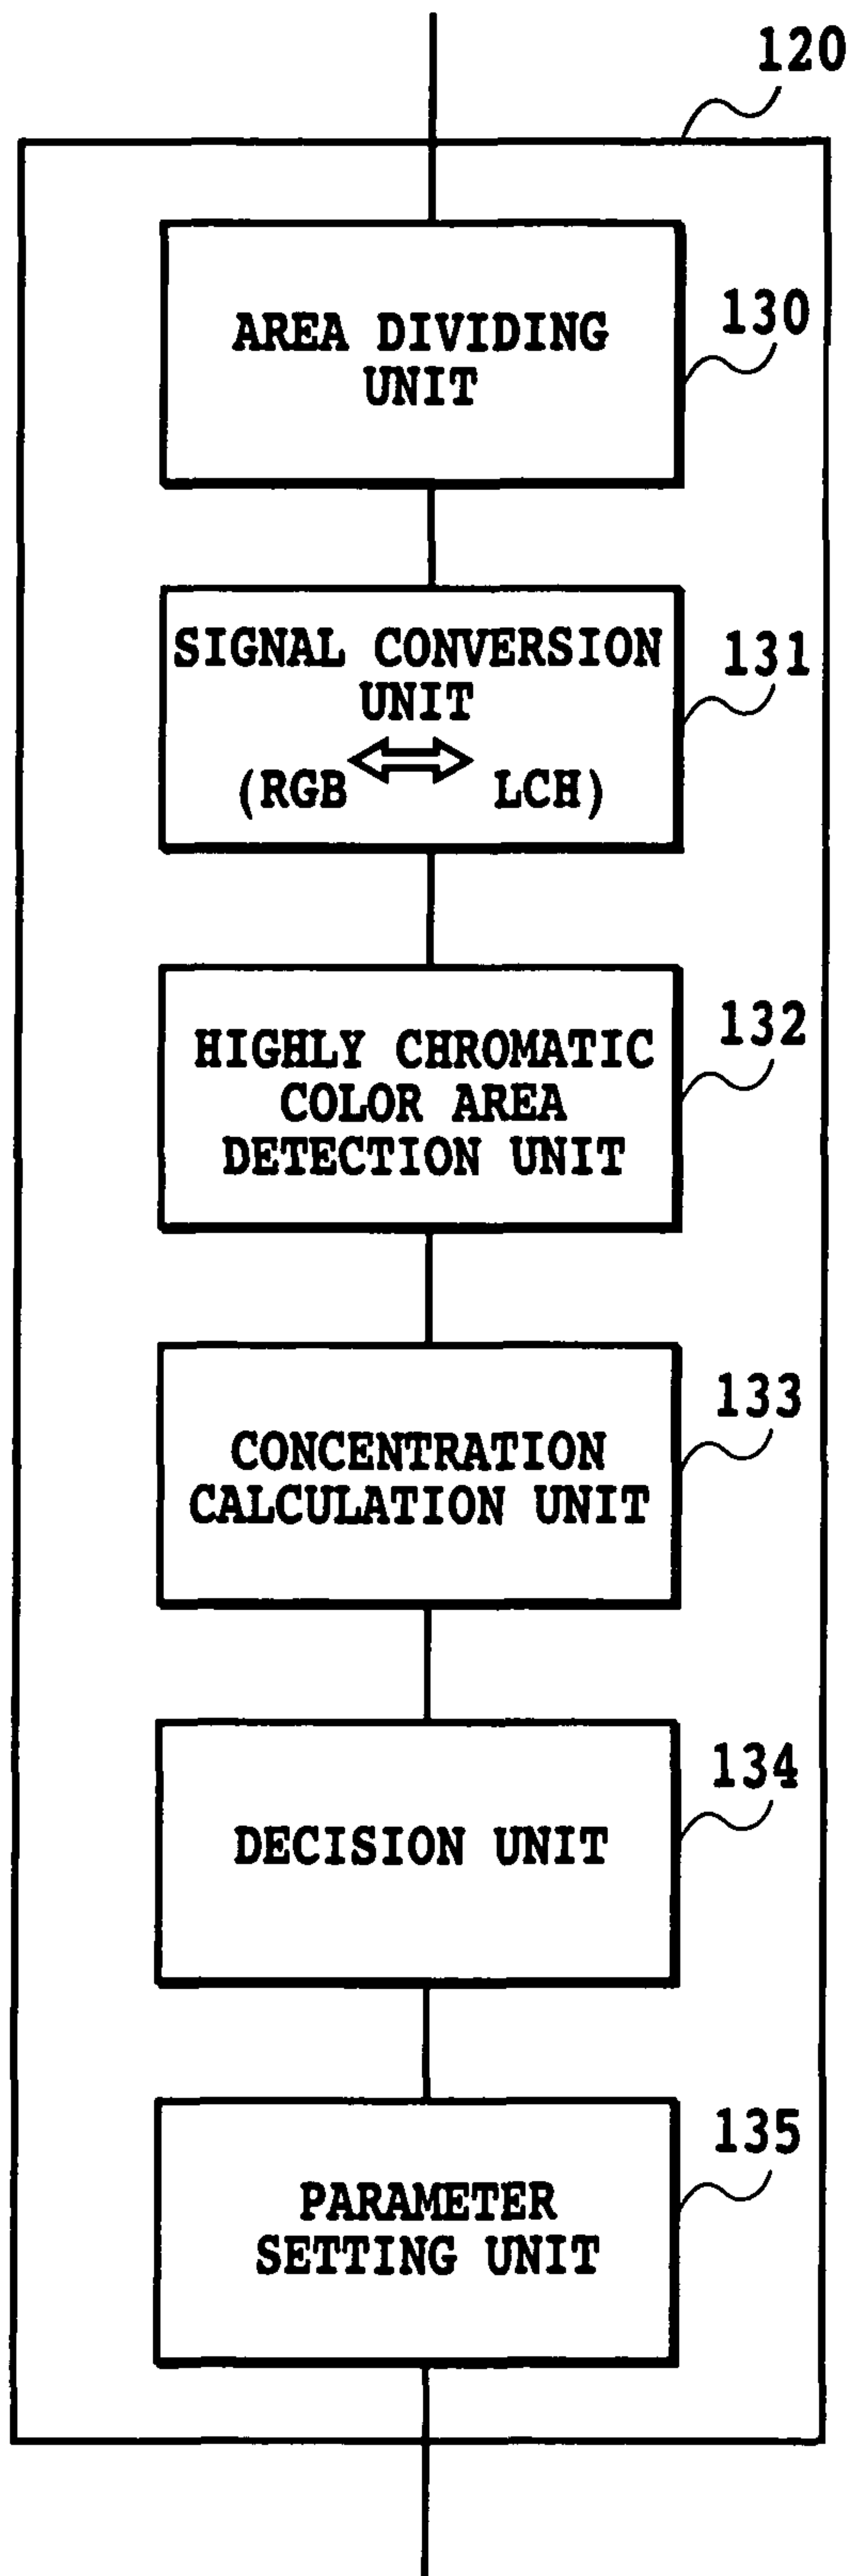 120
AREA DIVIDING
UNIT
130
SIGNAL CONVERSION
UNIT
(RGB LCH)
131
HIGHLY CHROMATIC
COLOR AREA
DETECTION UNIT
132
CONCENTRATION
CALCULATION UNIT
133
DECISION UNIT
134
PARAMETER
SETTING UNIT
135